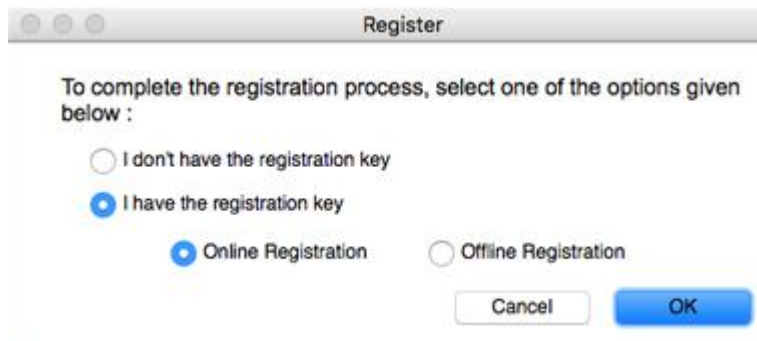 Register
To complete the registration process, select one of the options given
below :
I don't have the registration key
I have the registration key
Online Registration
Offline Registration
Cancel
OK